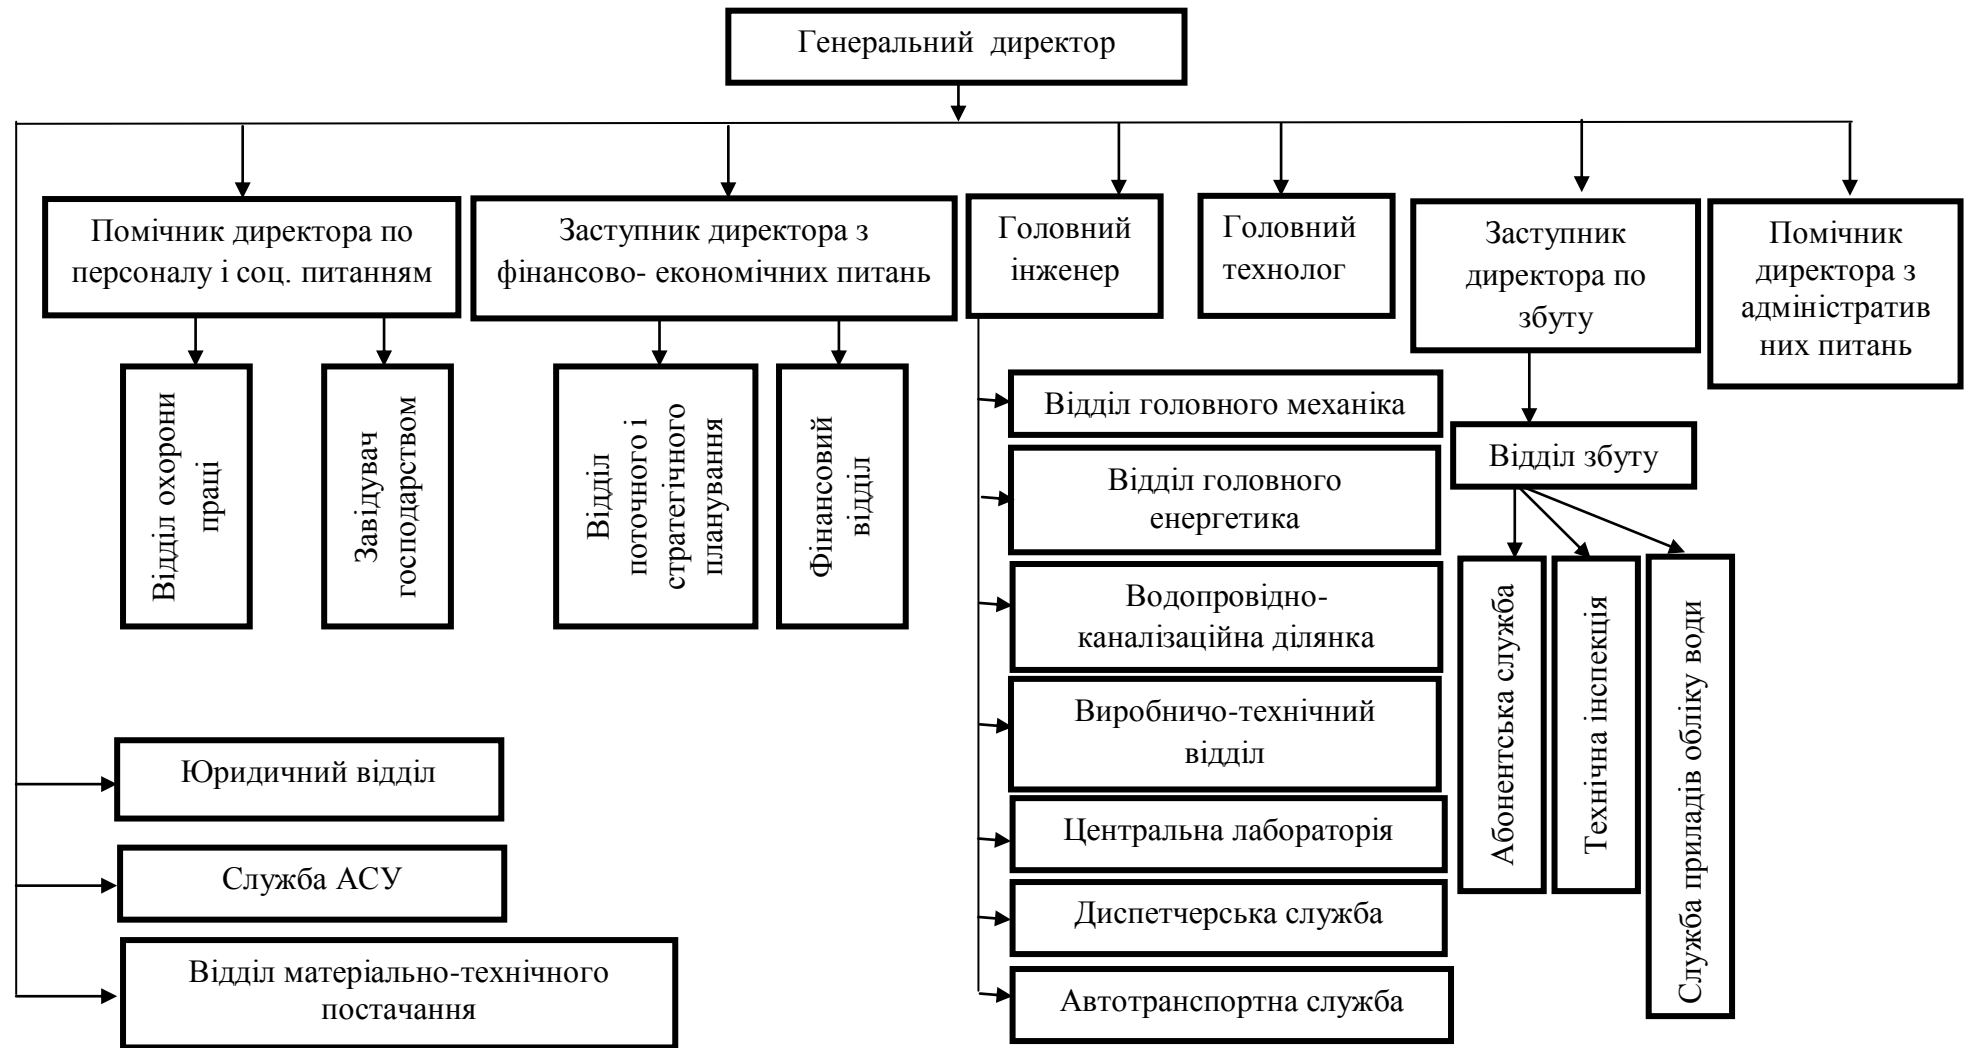 Генеральний директор
Помічник директора по
персоналу і соц. питанням
Заступник директора з
фінансово- економічних питань
Головний
інженер
Головний
технолог
Заступник
директора по
збуту
Помічник
директора з
адміністратив
них питань
Відділ охорони
праці
Завідувач
господарством
Відділ
поточного і
стратегічного
планування
Фінансовий
відділ
Відділ головного механіка
Відділ головного
енергетика
Водопровідно-
каналізаційна ділянка
Виробничо-технічний
відділ
Центральна лабораторія
Диспетчерська служба
Автотранспортна служба
Відділ збуту
Абонентська служба
Технічна інспекція
Служба приладів обліку води
Юридичний відділ
Служба АСУ
Відділ матеріально-технічного
постачання